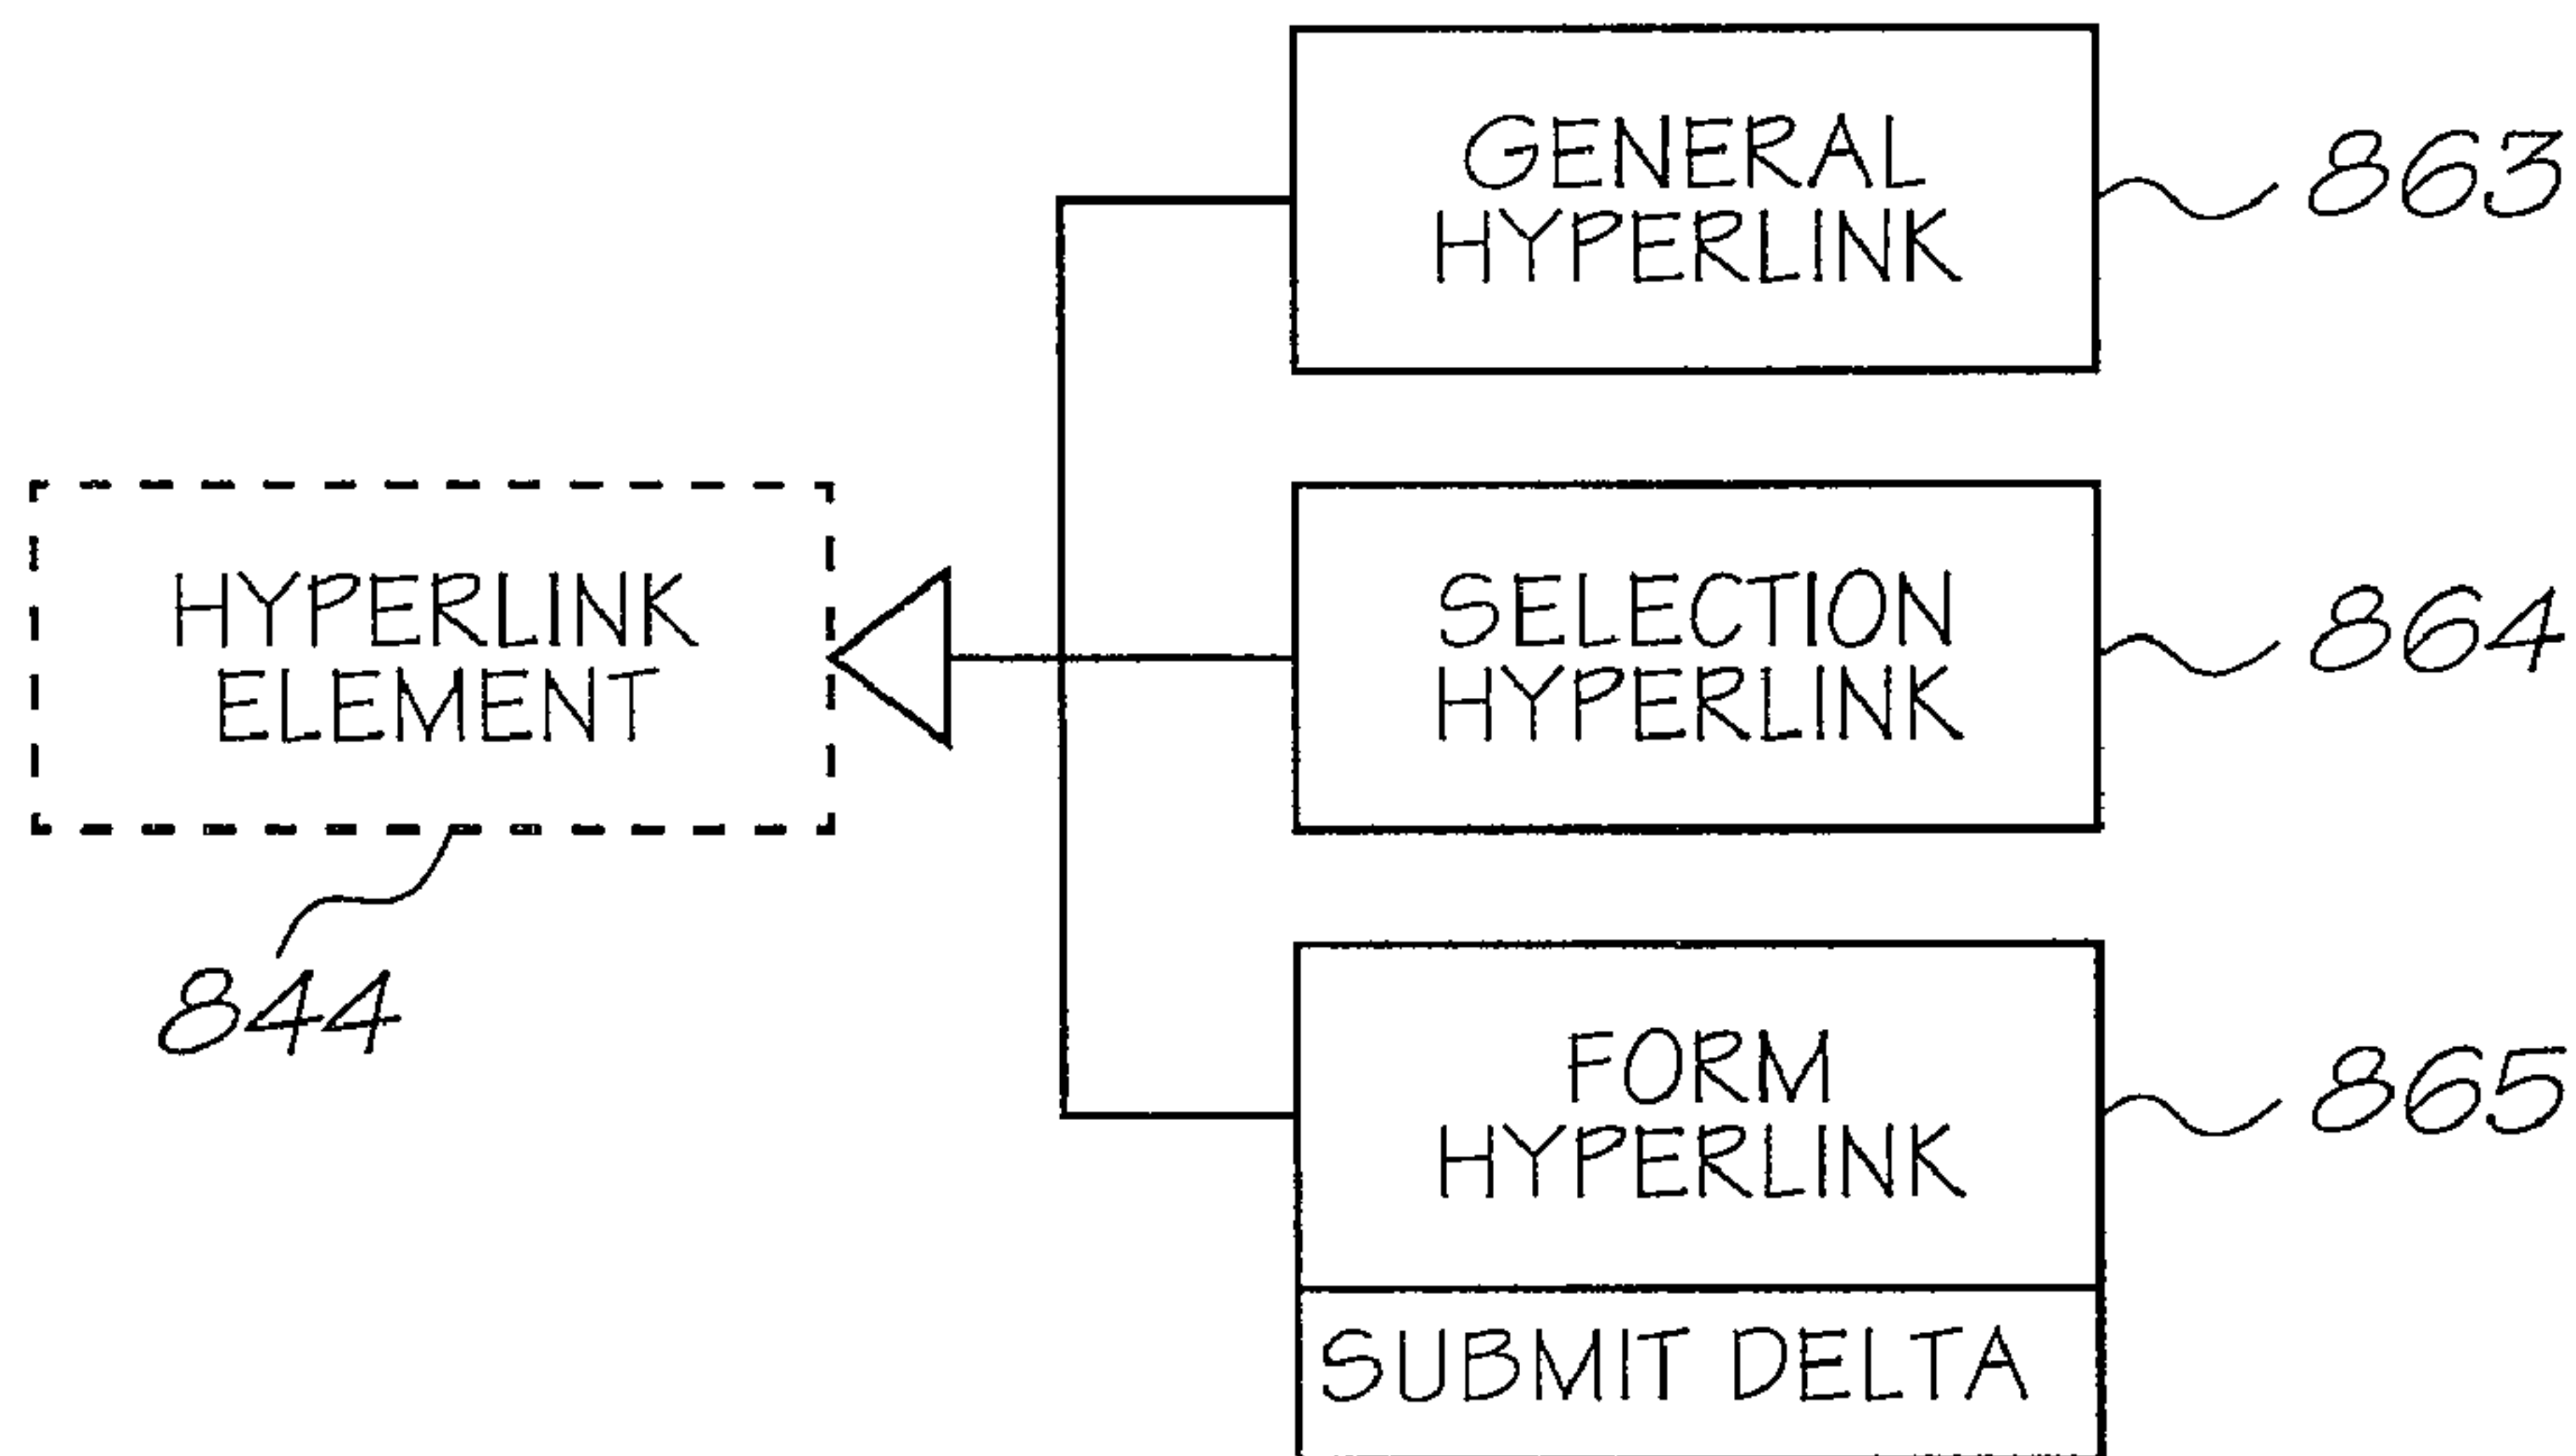 GENERAL
HYPERLINK
863
HYPERLINK
ELEMENT
844
SELECTION
HYPERLINK
864
FORM
HYPERLINK
865
SUBMIT DELTA